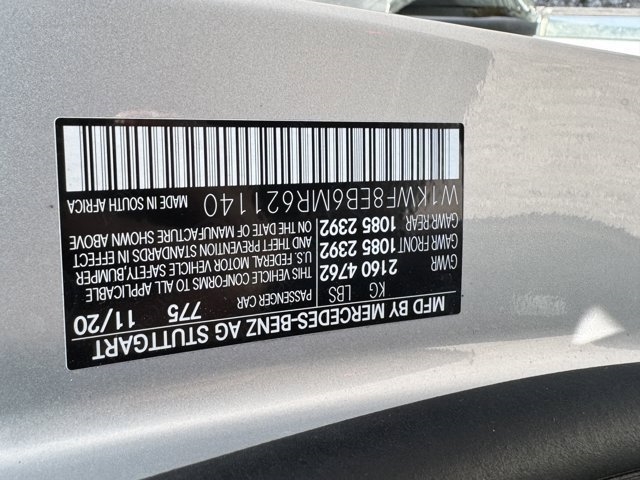 MFD BY MERCEDES-BENZ AG STUTTGART
KG LBS PASSENGER CAR 775 11/20
GVWR 2160 4762
GAWR FRONT 1085 2392
GAWR REAR 1085 2392
THIS VEHICLE CONFORMS TO ALL APPLICABLE
U.S. FEDERAL MOTOR VEHICLE SAFETY,BUMPER
AND THEFT PREVENTION STANDARDS IN EFFECT
ON THE DATE OF MANUFACTURE SHOWN ABOVE
W1KWF8EB6MR621140 MADE IN SOUTH AFRICA